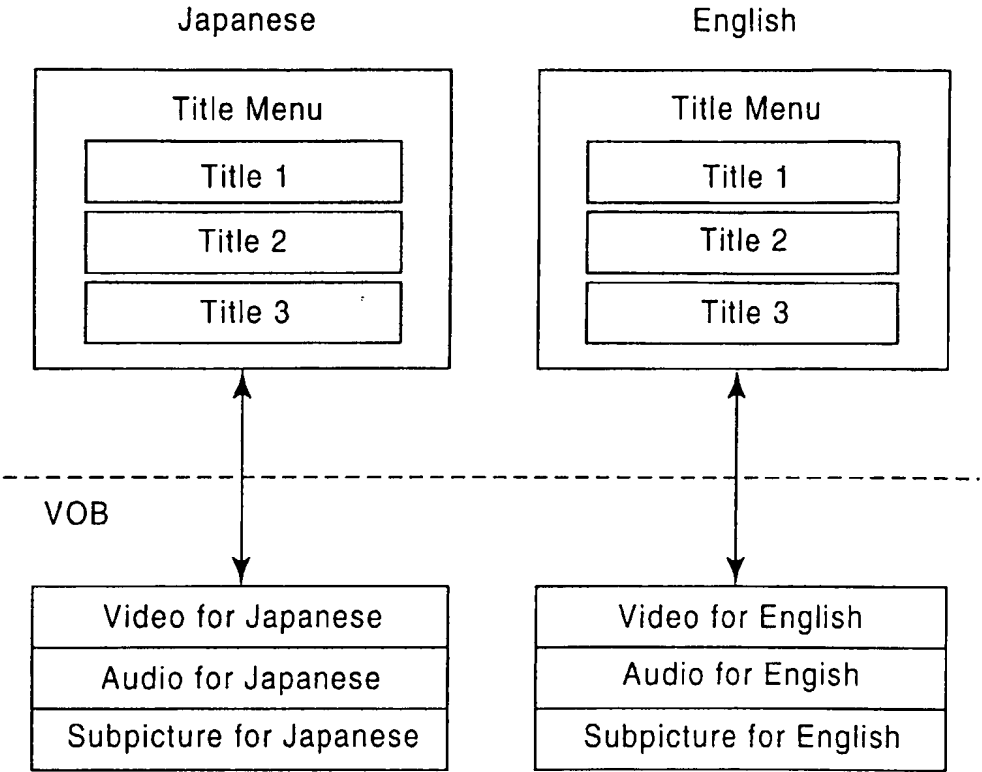 Japanese
English
Title Menu
Title 1
Title 2
Title 3
Title Menu
Title 1
Title 2
Title 3
VOB
Video for Japanese
Audio for Japanese
Subpicture for Japanese
Video for English
Audio for Engish
Subpicture for English